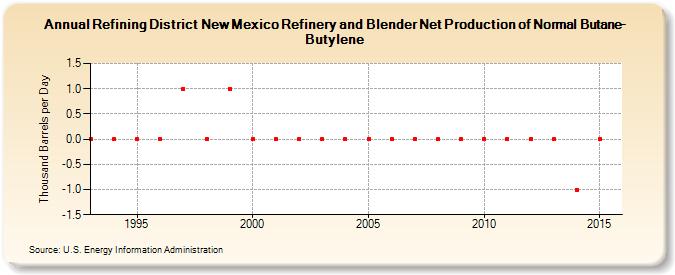 Annual Refining District New Mexico Refinery and Blender Net Production of Normal Butane-
Butylene
Thousand Barrels per Day
1.5
1.0
0.5
0.0
-0.5
-1.0
-1.5
1995 2000 2005 2010 2015
Source: U.S. Energy Information Administration